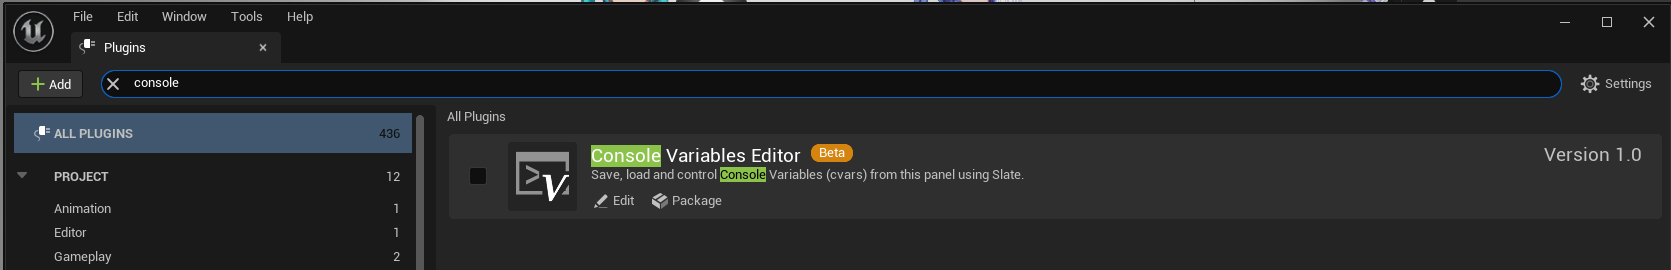 File Edit Window Tools Help
Plugins
Add console Settings
ALL PLUGINS 436
PROJECT 12
Animation 1
Editor 1
Gameplay 2
All Plugins
Console Variables Editor Beta Version 1.0
Save, load and control Console Variables (cvars) from this panel using Slate.
Edit Package